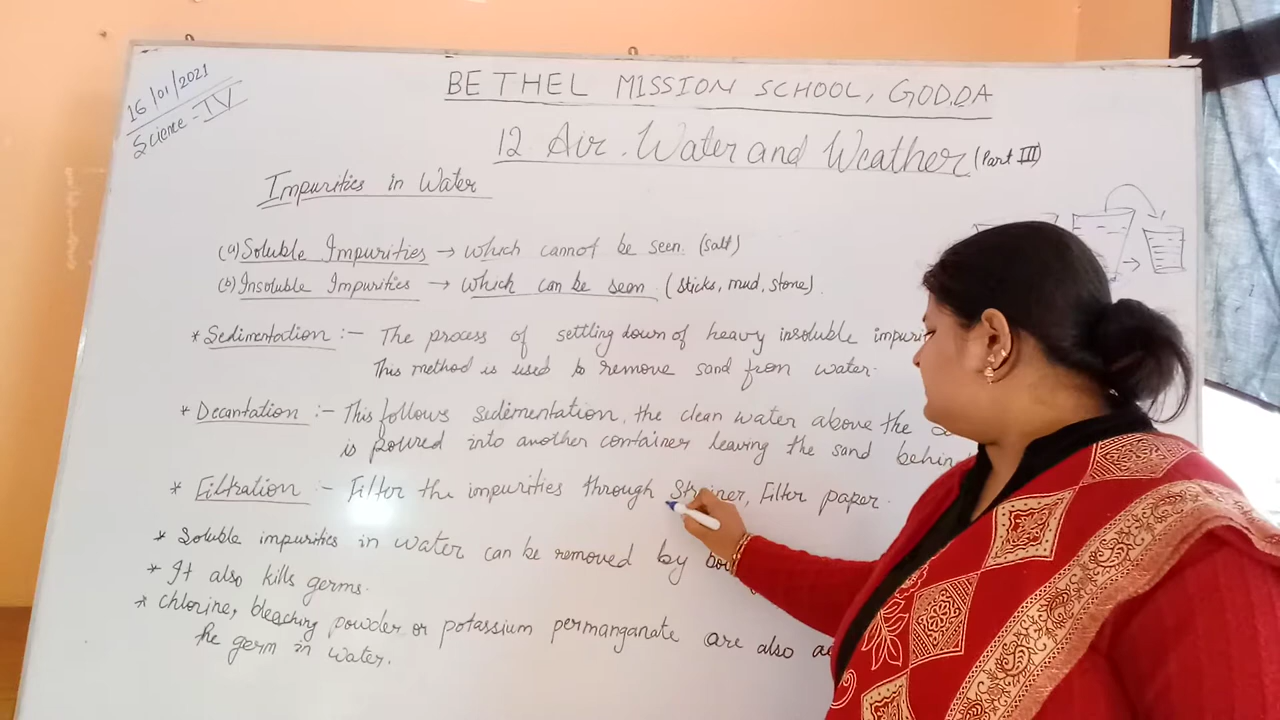 16/01/2021
Science - IV
BETHEL MISSION SCHOOL, GODDA
12 Air, Water and Weather (Part III)
Impurities in Water
(a) Soluble Impurities → which cannot be seen. (salt)
(b) Insoluble Impurities → which can be seen (sticks, mud, stone).
* Sedimentation :- The process of settling down of heavy insoluble
This method is used to remove sand from water.
* Decantation :- This follows sedimentation, the clean water above the
is poured into another container leaving the sand
* Filtration :- Filter the impurities through Strainer, Filter paper.
* Soluble impurities in water can be removed by
* It also kills germs.
* chlorine, bleaching powder or potassium permanganate are also
he germ in water.